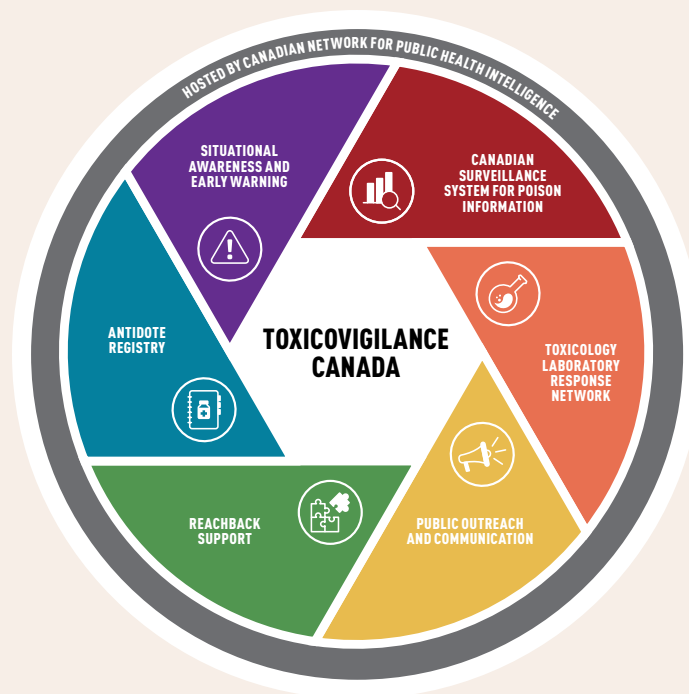 HOSTED BY CANADIAN NETWORK FOR PUBLIC HEALTH INTELLIGENCE
SITUATIONAL
AWARENESS AND
EARLY WARNING
CANADIAN
SURVEILLANCE
SYSTEM FOR POISON
INFORMATION
ANTIDOTE
REGISTRY
TOXICOVIGILANCE
CANADA
TOXICOLOGY
LABORATORY
RESPONSE
NETWORK
REACHBACK
SUPPORT
PUBLIC OUTREACH
AND COMMUNICATION